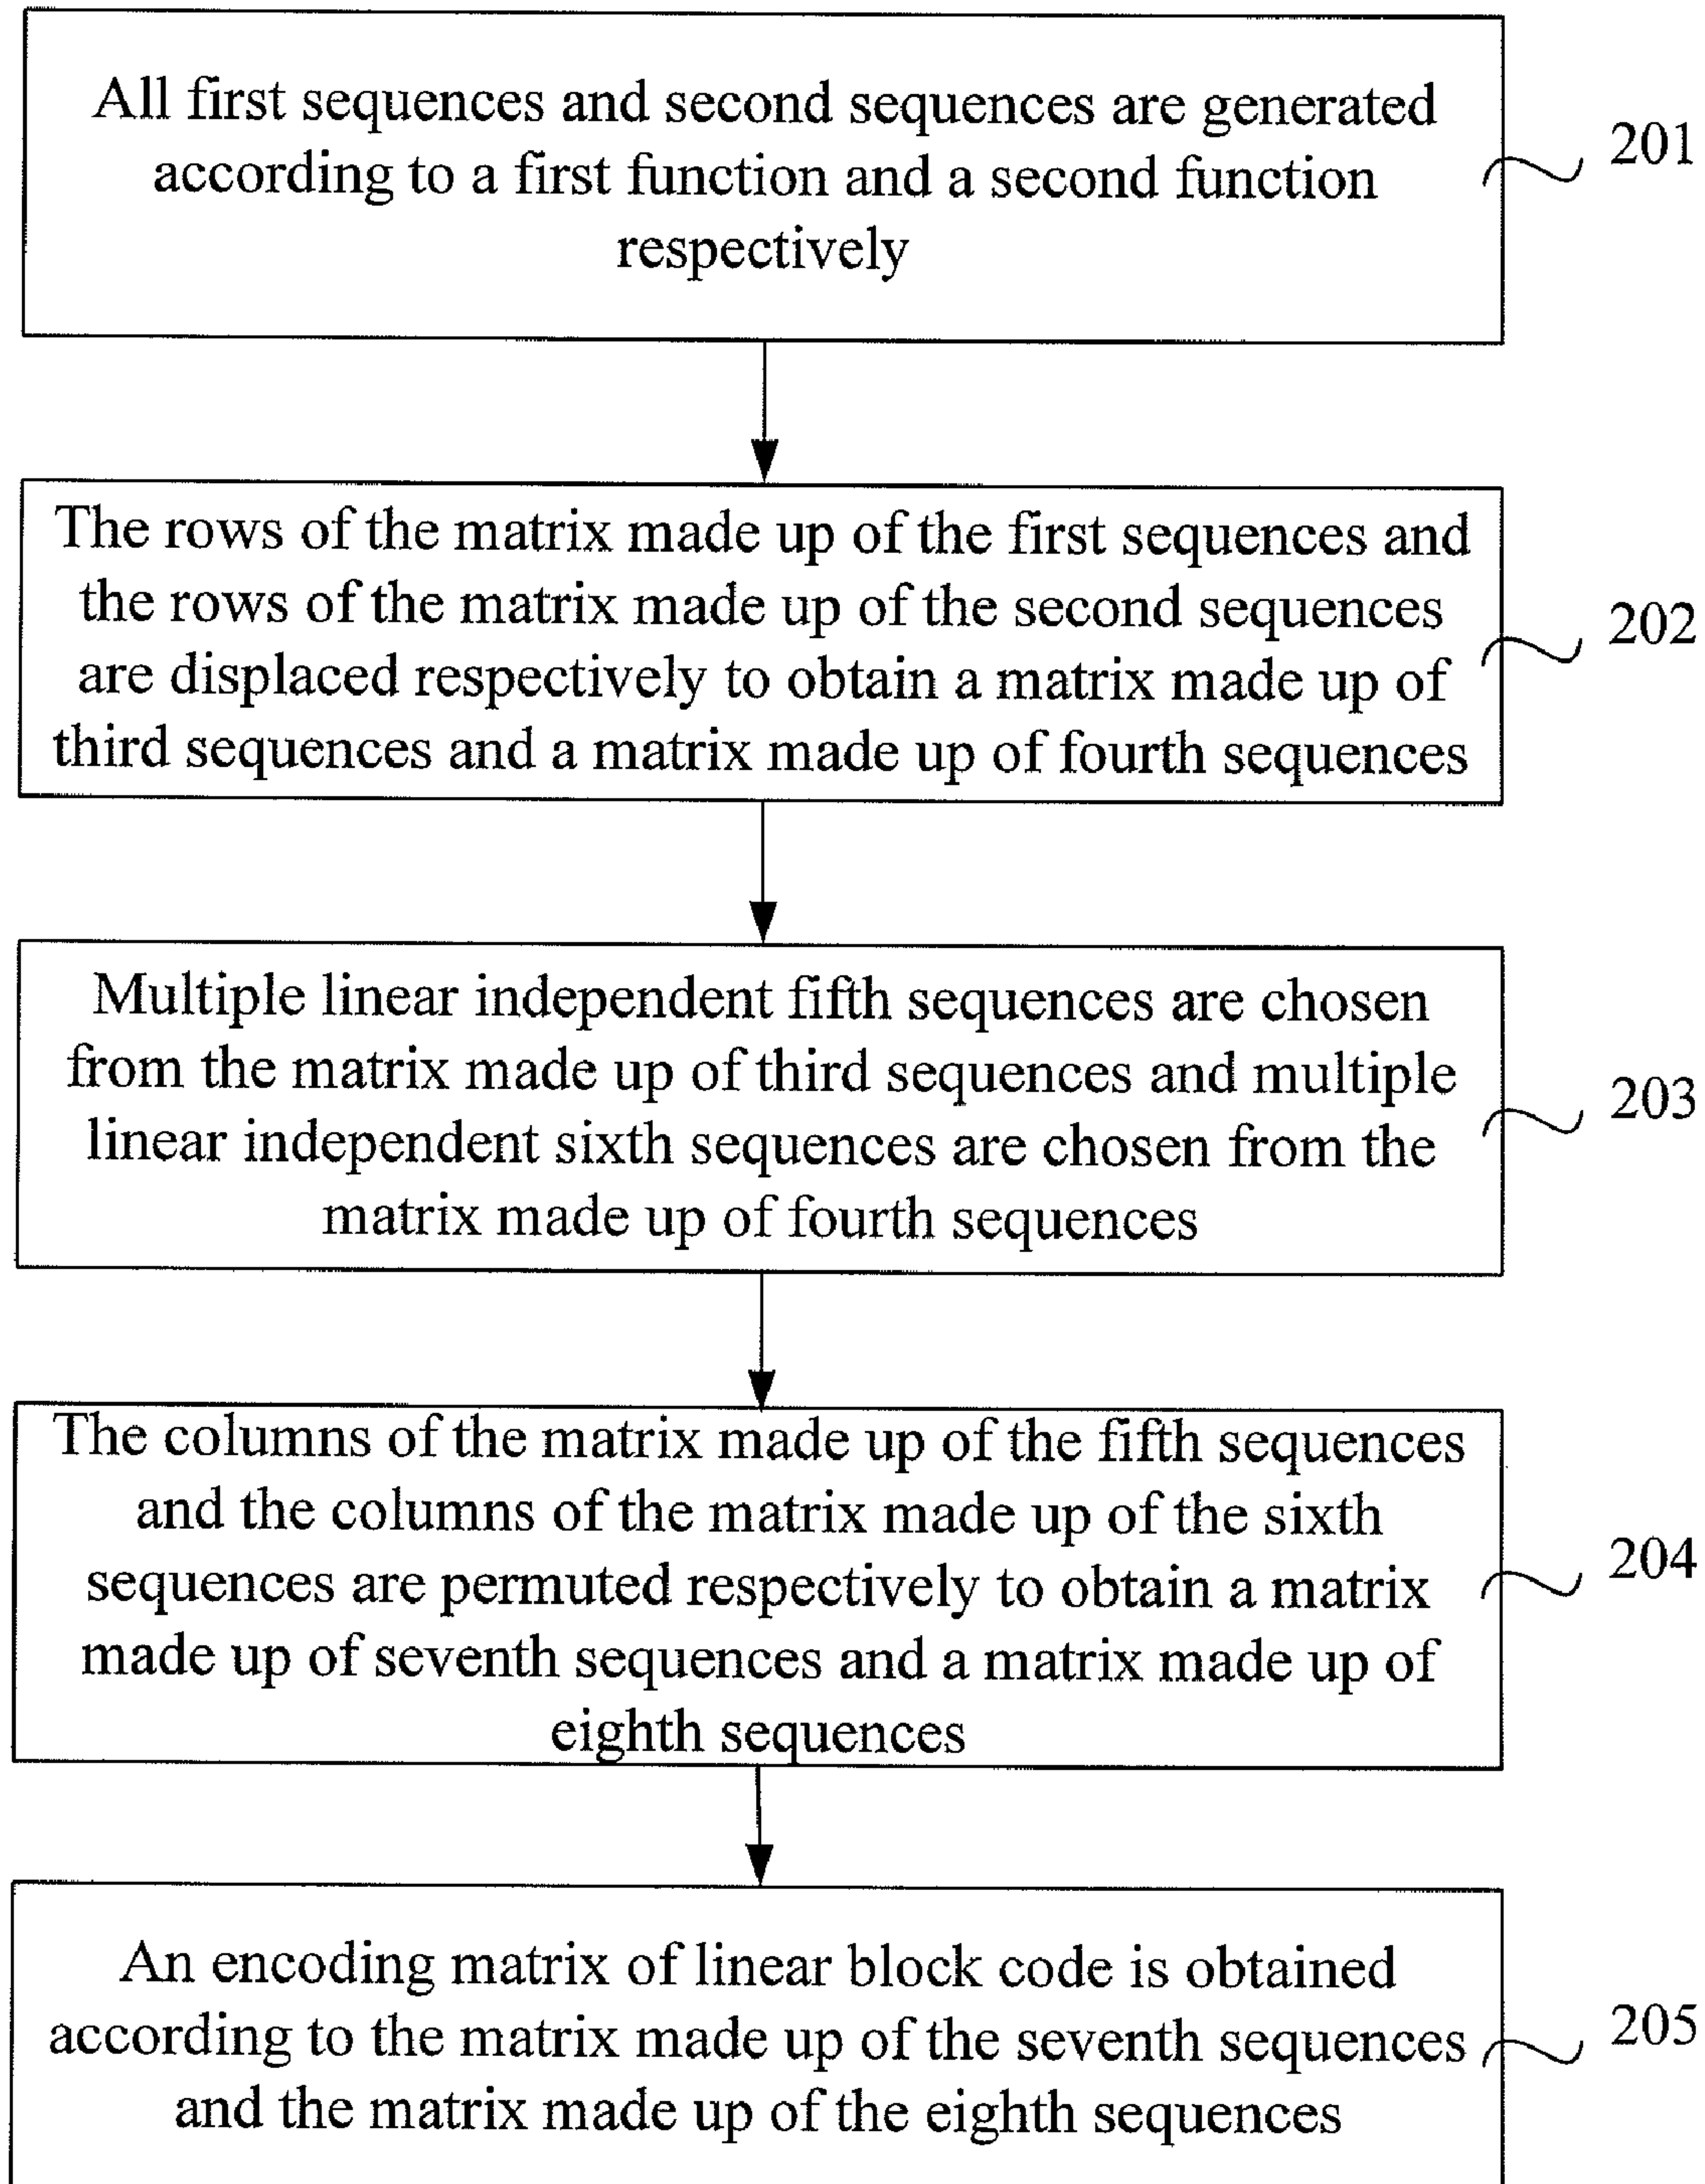 All first sequences and second sequences are generated
according to a first function and a second function
respectively
201
The rows of the matrix made up of the first sequences and
the rows of the matrix made up of the second sequences
are displaced respectively to obtain a matrix made up of
third sequences and a matrix made up of fourth sequences
202
Multiple linear independent fifth sequences are chosen
from the matrix made up of third sequences and multiple
linear independent sixth sequences are chosen from the
matrix made up of fourth sequences
203
The columns of the matrix made up of the fifth sequences
and the columns of the matrix made up of the sixth
sequences are permuted respectively to obtain a matrix
made up of seventh sequences and a matrix made up of
eighth sequences
204
An encoding matrix of linear block code is obtained
according to the matrix made up of the seventh sequences
and the matrix made up of the eighth sequences
205